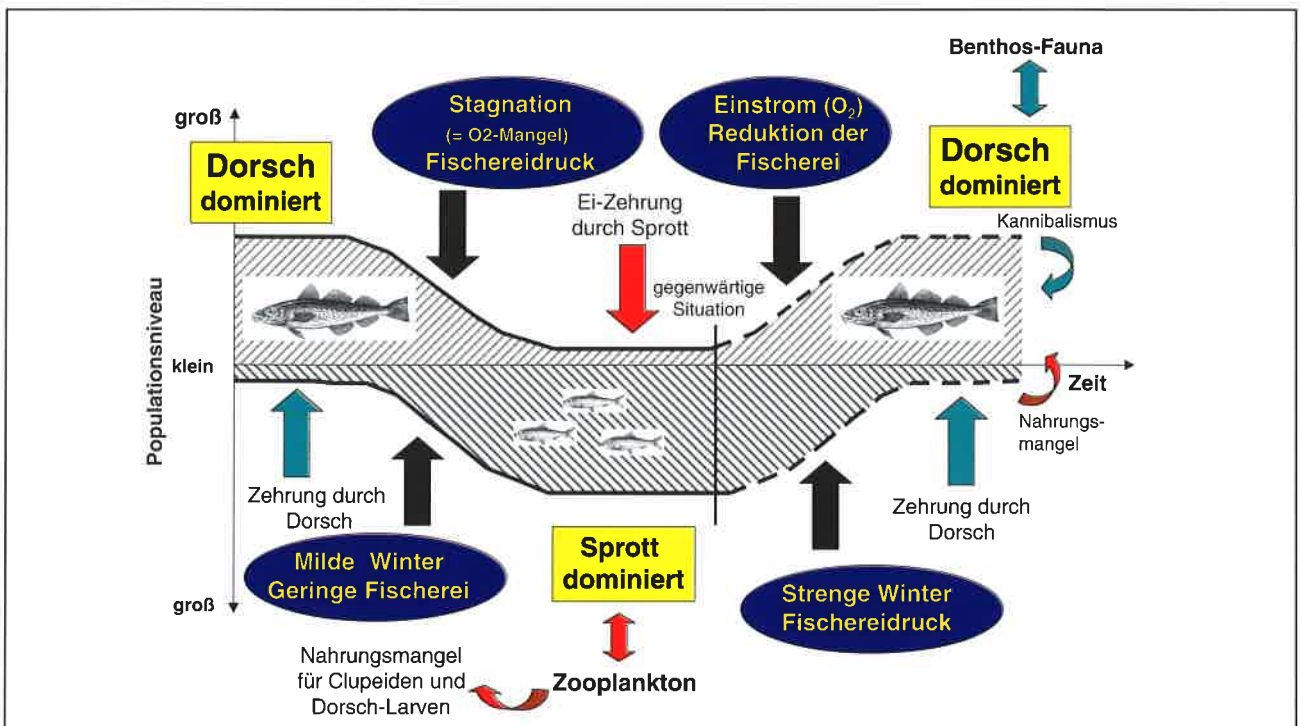 Benthos-Fauna
groß
Dorsch
dominiert
Stagnation
(= O2-Mangel)
Fischereidruck
Einstrom (O₂)
Reduktion der
Fischerei
Dorsch
dominiert
Ei-Zehrung
durch Sprott
Kannibalismus
gegenwärtige
Situation
Populationsniveau
klein
Zeit
Nahrungs-
mangel
Zehrung durch
Dorsch
Zehrung durch
Dorsch
Milde Winter
Geringe Fischerei
Sprott
dominiert
Strenge Winter
Fischereidruck
groß
Nahrungsmangel
für Clupeiden und
Dorsch-Larven
Zooplankton